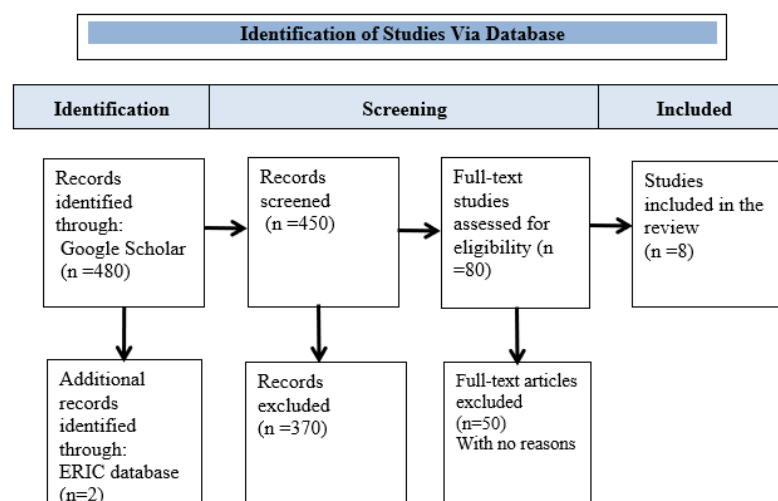 Identification of Studies Via Database
Identification
Screening
Included
Records
identified
through:
Google Scholar
(n =480)
Records
screened
(n =450)
Full-text
studies
assessed for
eligibility (n
=80)
Studies
included in the
review
(n =8)
Additional
records
identified
through:
ERIC database
(n=2)
Records
excluded
(n =370)
Full-text articles
excluded
(n=50)
With no reasons